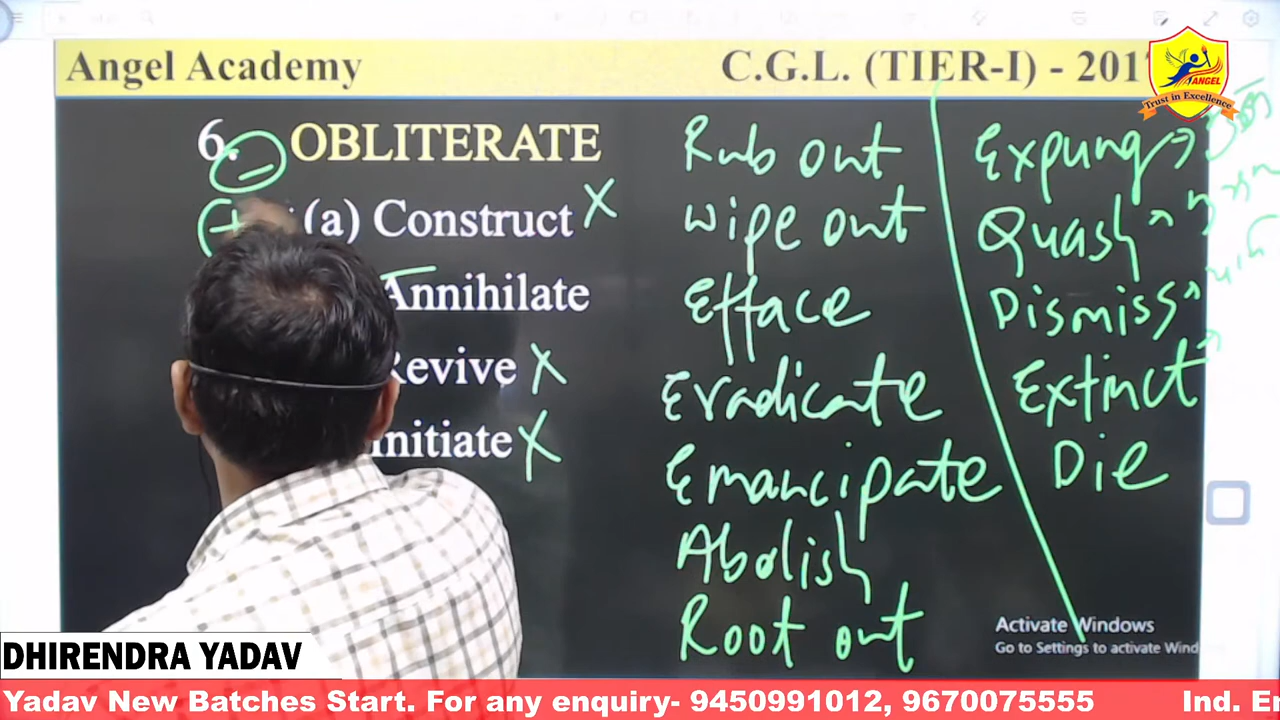 Angel Academy
C.G.L. (TIER-I) - 201
ANGEL
Trust in Excellence
6. OBLITERATE
(a) Construct X
Annihilate
Revive X
Initiate X
Rub out
Wipe out
Efface
Eradicate
Emancipate
Abolish
Root out
Expung
Quash
Dismiss
Extinct
Die
Activate Windows
Go to Settings to activate Wind
DHIRENDRA YADAV
Yadav New Batches Start. For any enquiry- 9450991012, 9670075555 Ind. E